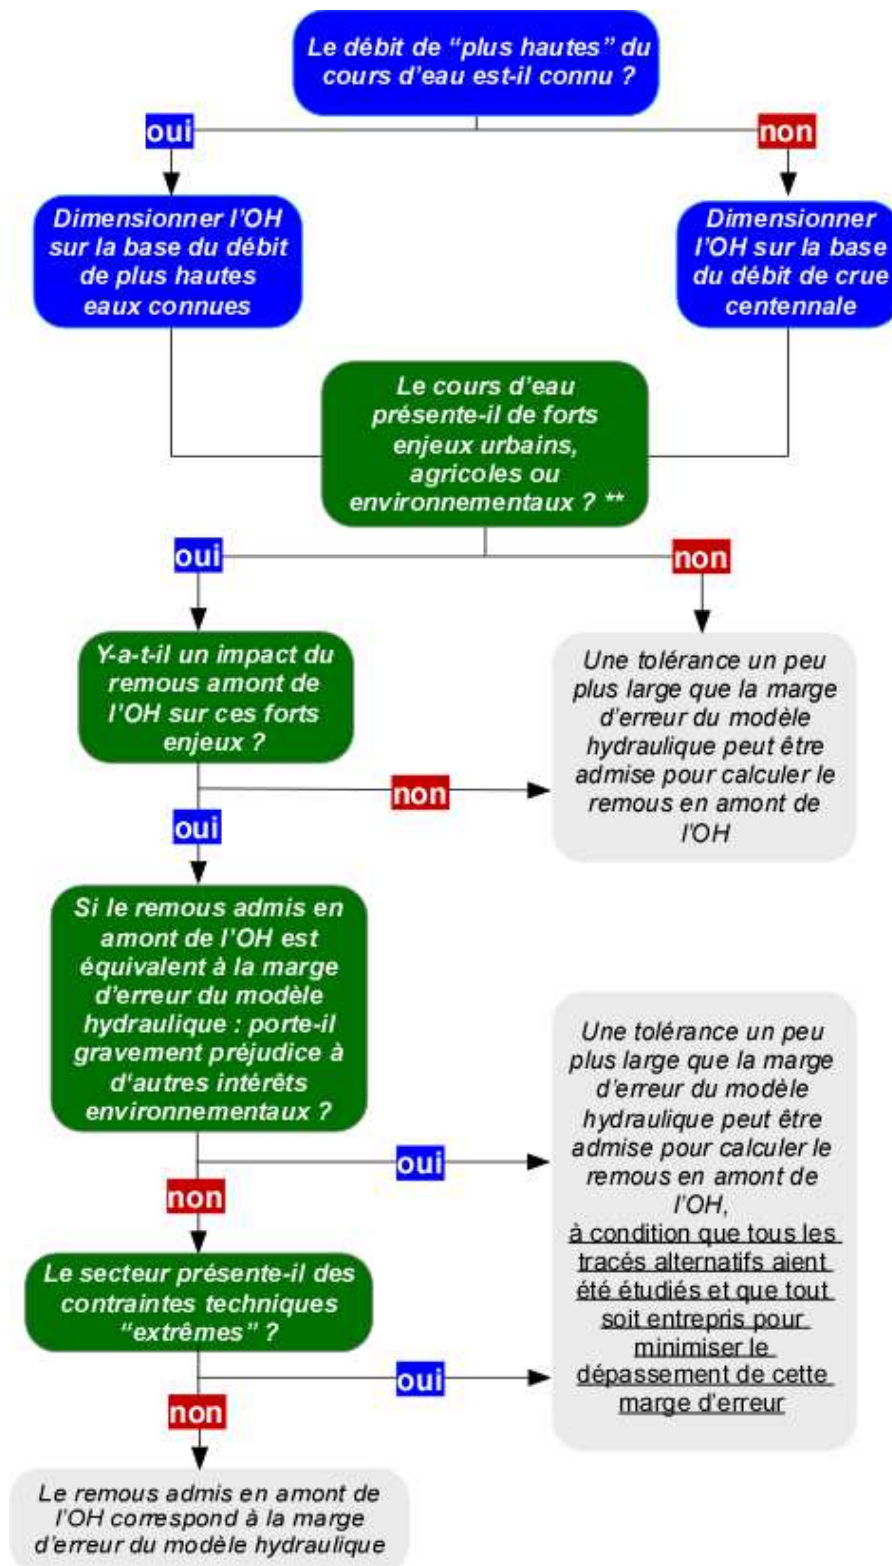 Le débit de “plus hautes” du
cours d’eau est-il connu ?
oui
non
Dimensionner l’OH
sur la base du débit
de plus hautes
eaux connues
Dimensionner
l’OH sur la base
du débit de crue
centennale
Le cours d’eau
présente-il de forts
enjeux urbains,
agricoles ou
environnementaux ? **
oui
non
Y-a-t-il un impact du
remous amont de
l’OH sur ces forts
enjeux ?
Une tolérance un peu
plus large que la marge
d’erreur du modèle
hydraulique peut être
admise pour calculer le
remous en amont de
l’OH
non
oui
Si le remous admis en
amont de l’OH est
équivalent à la marge
d’erreur du modèle
hydraulique : porte-il
gravement préjudice à
d’autres intérêts
environnementaux ?
Une tolérance un peu
plus large que la marge
d’erreur du modèle
hydraulique peut être
admise pour calculer le
remous en amont de
l’OH,
à condition que tous les
tracés alternatifs aient
été étudiés et que tout
soit entrepris pour
minimiser le
dépassement de cette
marge d’erreur
oui
non
Le secteur présente-il des
contraintes techniques
“extrêmes” ?
oui
non
Le remous admis en amont de
l’OH correspond à la marge
d’erreur du modèle hydraulique